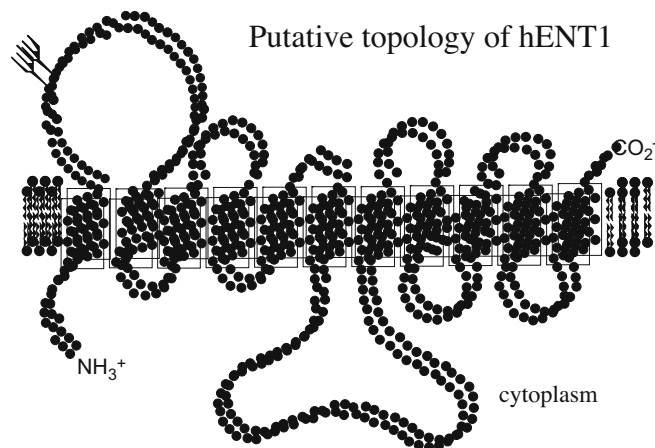 Putative topology of hENT1
CO₂⁻
NH₃⁺
cytoplasm